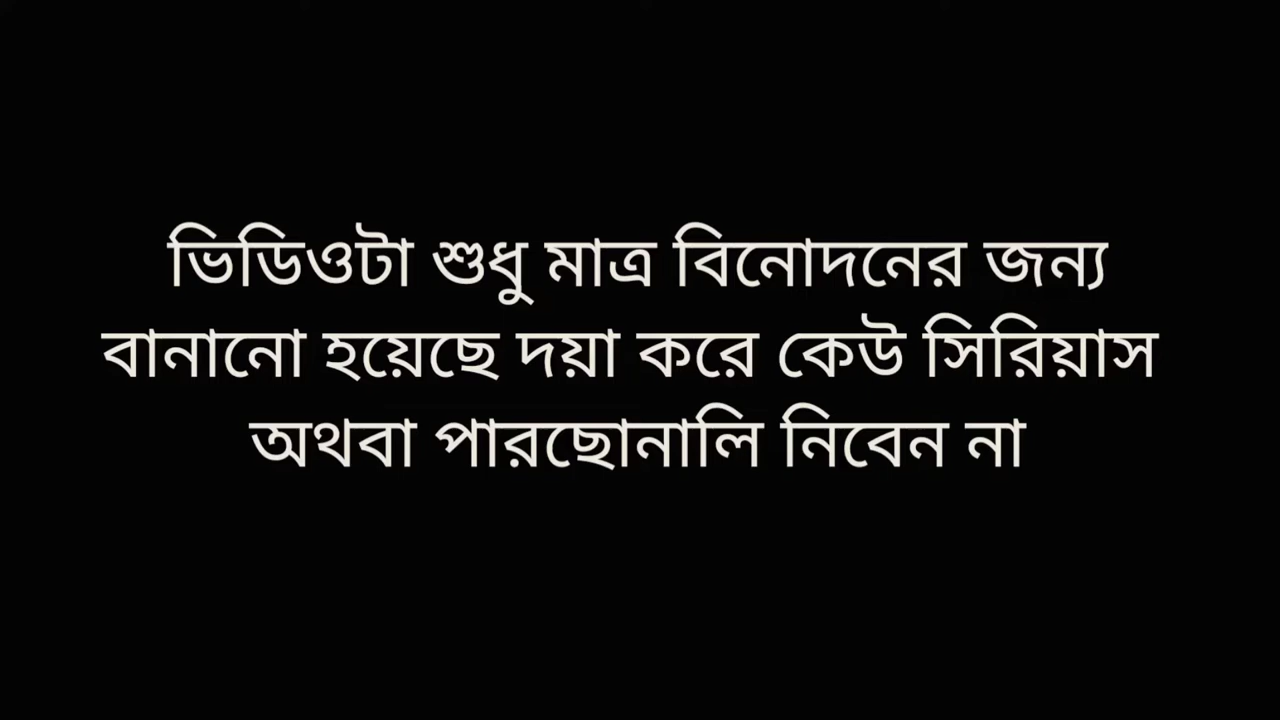 ভিডিওটা শুধু মাত্র বিনোদনের জন্য
বানানো হয়েছে দয়া করে কেউ সিরিয়াস
অথবা পারছোনালি নিবেন না